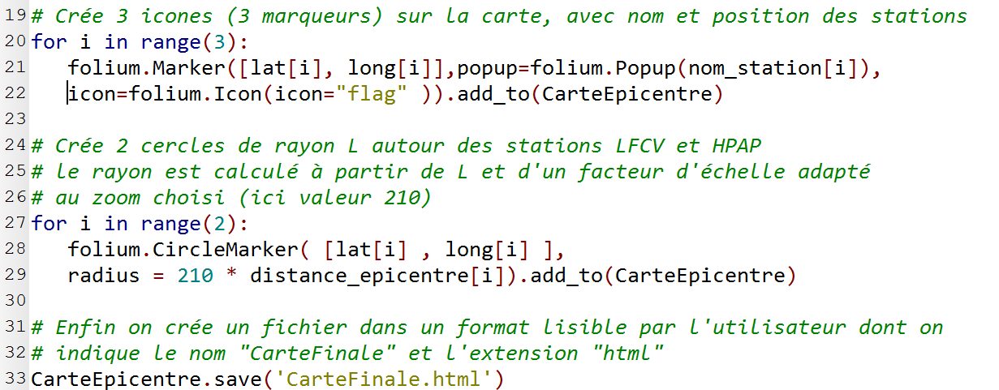 19 # Crée 3 icones (3 marqueurs) sur la carte, avec nom et position des stations
20 for i in range(3):
21    folium.Marker([lat[i], long[i]],popup=folium.Popup(nom_station[i]),
22    icon=folium.Icon(icon="flag" )).add_to(CarteEpicentre)
23
24 # Crée 2 cercles de rayon L autour des stations LFCV et HPAP
25 # le rayon est calculé à partir de L et d'un facteur d'échelle adapté
26 # au zoom choisi (ici valeur 210)
27 for i in range(2):
28    folium.CircleMarker( [lat[i] , long[i] ],
29    radius = 210 * distance_epicentre[i]).add_to(CarteEpicentre)
30
31 # Enfin on crée un fichier dans un format lisible par l'utilisateur dont on
32 # indique le nom "CarteFinale" et l'extension "html"
33 CarteEpicentre.save('CarteFinale.html')